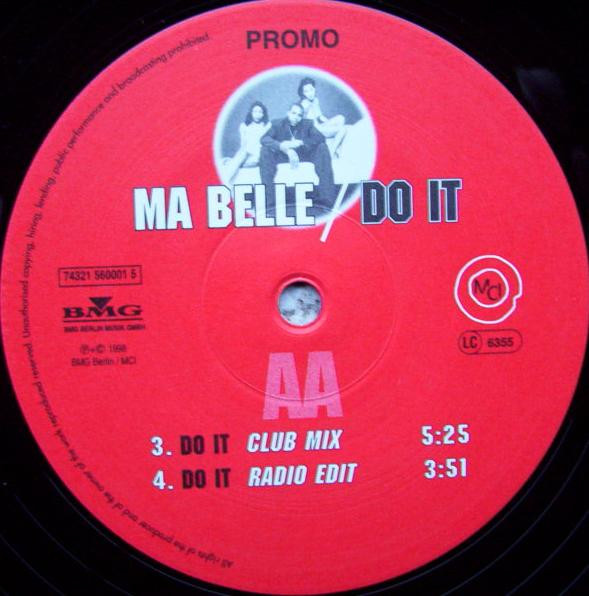 PROMO
MA BELLE / DO IT
74321 560001 5
BMG
BMG BERLIN MUSIK GMBH
℗+© 1998
BMG Berlin / MCI
MCI
LC 6355
AA
3. DO IT CLUB MIX 5:25
4. DO IT RADIO EDIT 3:51
All rights of the producer and of the owner of the work reproduced reserved. Unauthorised copying, hiring, lending, public performance and broadcasting prohibited.